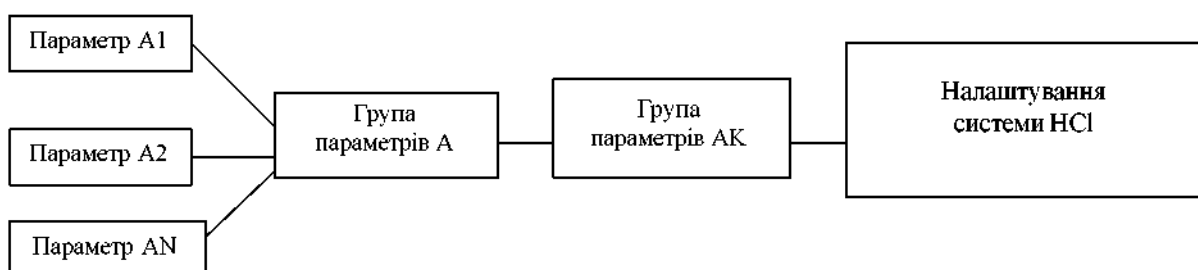 Параметр А1
Параметр А2
Параметр АN
Група
параметрів А
Група
параметрів АК
Налаштування
системи НСІ